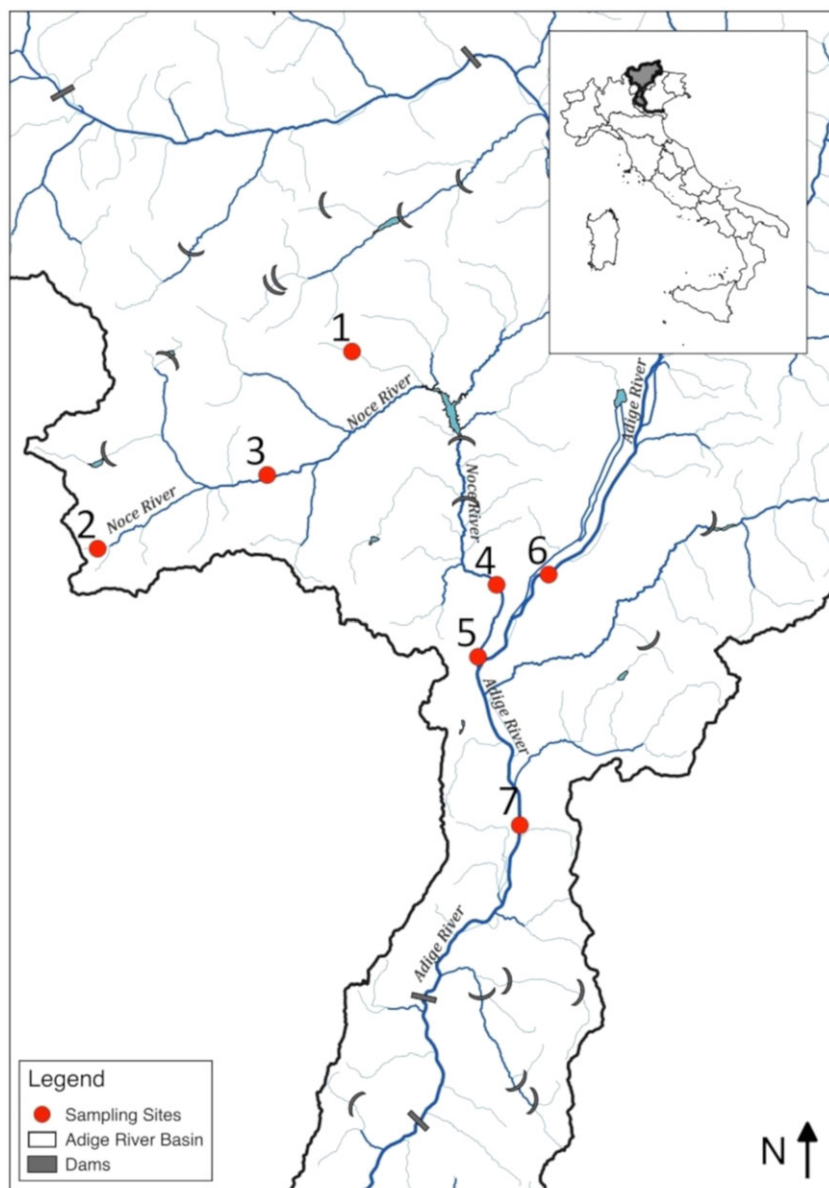 1
Noce River
Adige River
3
Noce River
2
Noce River
4
6
5
Adige River
7
Adige River
Legend
Sampling Sites
Adige River Basin
Dams
N